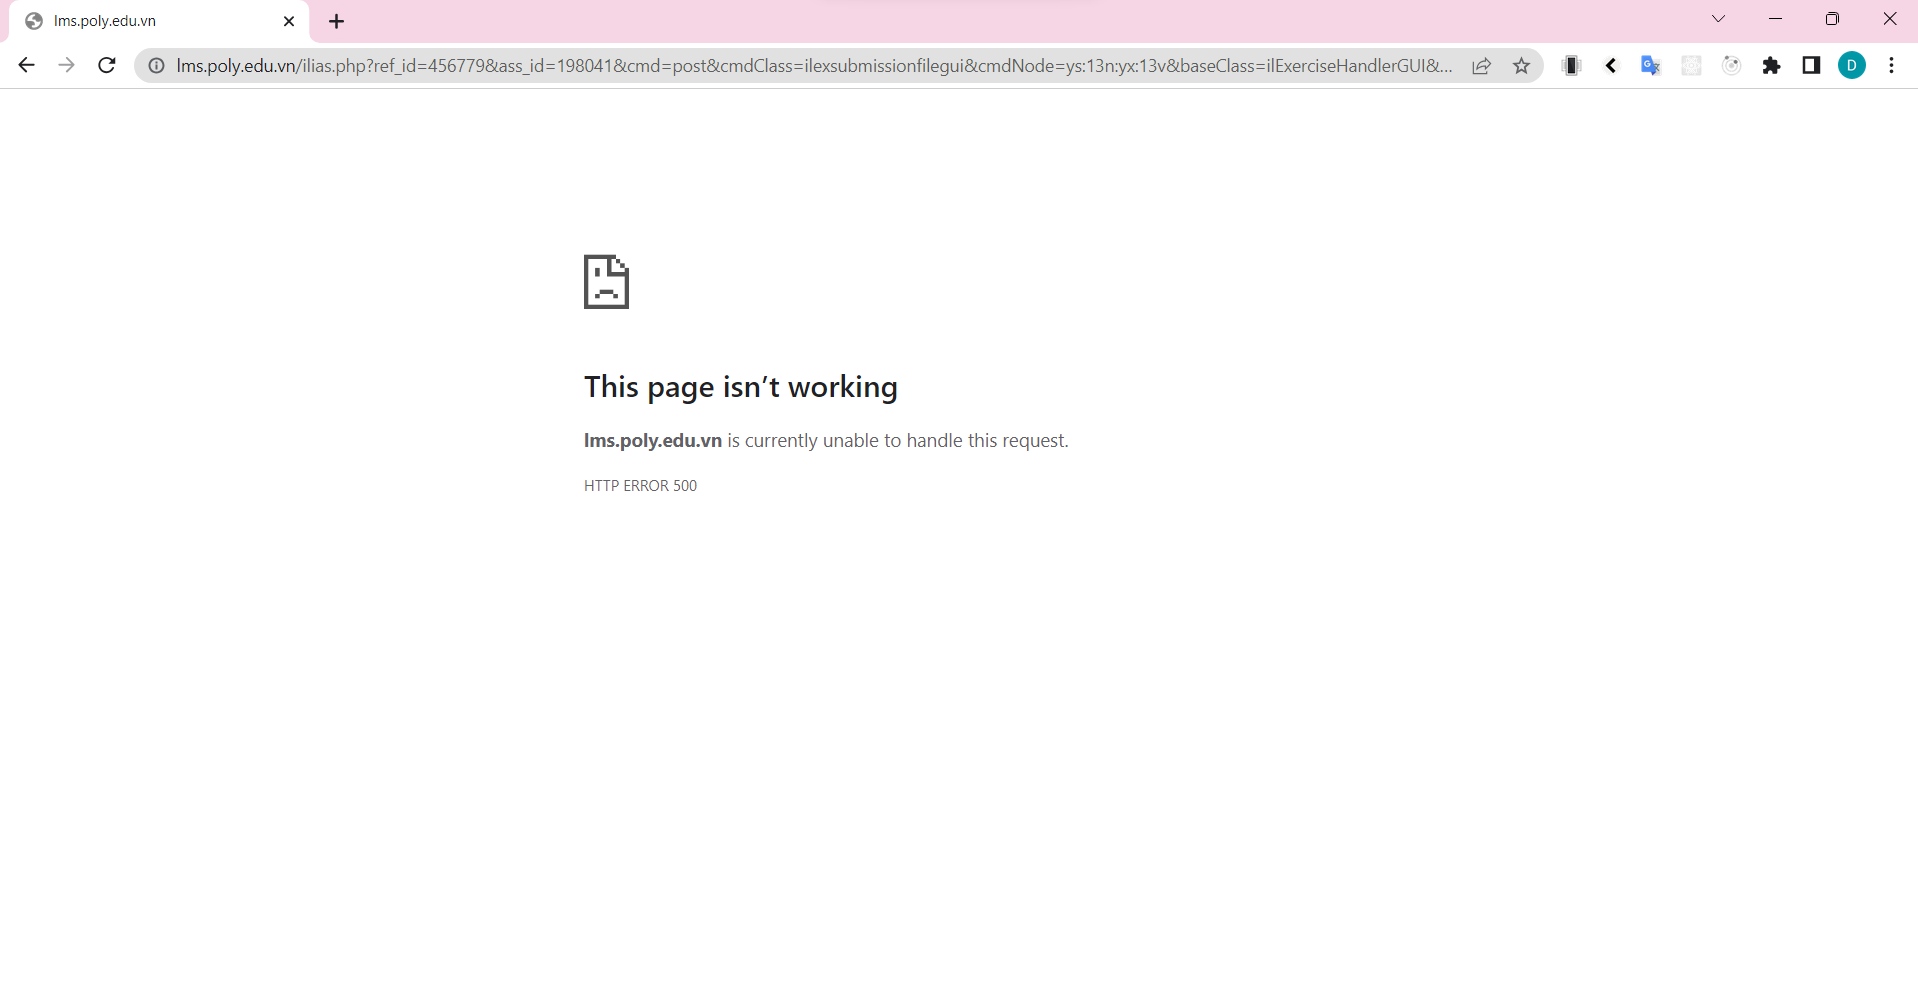 lms.poly.edu.vn
lms.poly.edu.vn/ilias.php?ref_id=456779&ass_id=198041&cmd=post&cmdClass=ilexsubmissionfilegui&cmdNode=ys:13n:yx:13v&baseClass=ilExerciseHandlerGUI&...
D
This page isn’t working
lms.poly.edu.vn is currently unable to handle this request.
HTTP ERROR 500